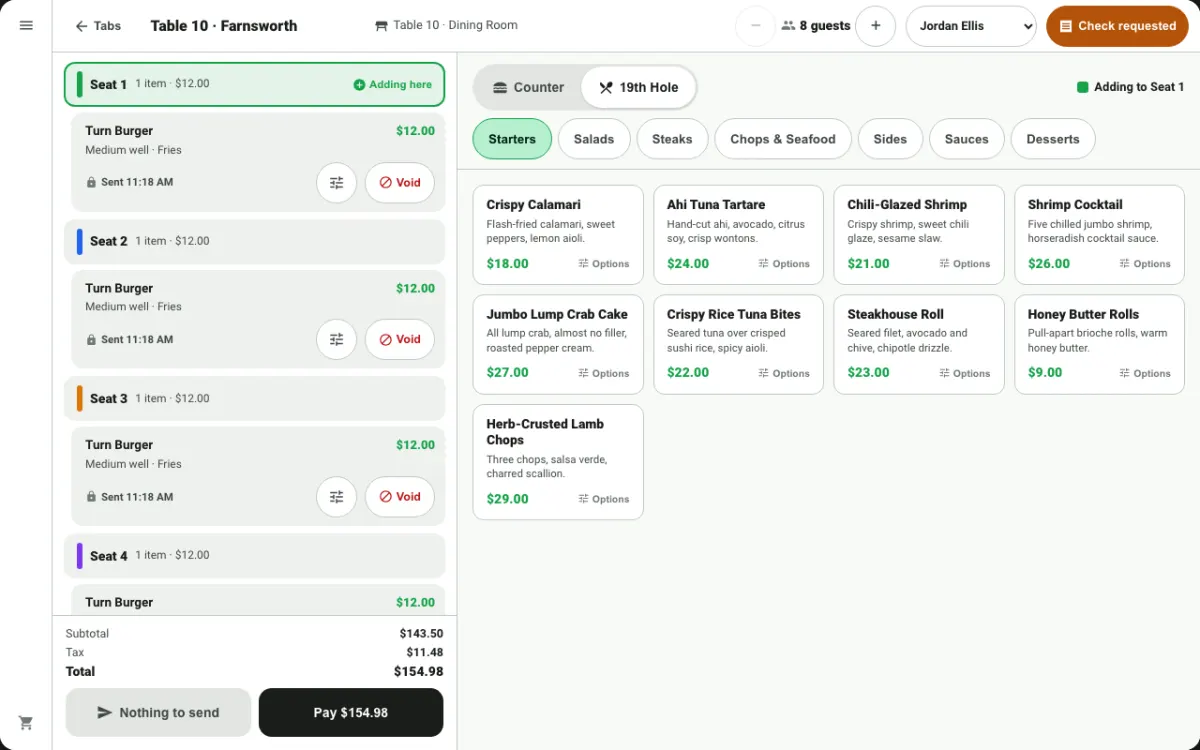 Tabs
Table 10 · Farnsworth
Table 10 · Dining Room
8 guests
Jordan Ellis
Check requested
Seat 1 1 item · $12.00 Adding here
Turn Burger $12.00
Medium well · Fries
Sent 11:18 AM Void
Seat 2 1 item · $12.00
Turn Burger $12.00
Medium well · Fries
Sent 11:18 AM Void
Seat 3 1 item · $12.00
Turn Burger $12.00
Medium well · Fries
Sent 11:18 AM Void
Seat 4 1 item · $12.00
Turn Burger $12.00
Subtotal $143.50
Tax $11.48
Total $154.98
Nothing to send
Pay $154.98
Counter 19th Hole
Adding to Seat 1
Starters Salads Steaks Chops & Seafood Sides Sauces Desserts
Crispy Calamari
Flash-fried calamari, sweet
peppers, lemon aioli.
$18.00 Options
Ahi Tuna Tartare
Hand-cut ahi, avocado, citrus
soy, crisp wontons.
$24.00 Options
Chili-Glazed Shrimp
Crispy shrimp, sweet chili
glaze, sesame slaw.
$21.00 Options
Shrimp Cocktail
Five chilled jumbo shrimp,
horseradish cocktail sauce.
$26.00 Options
Jumbo Lump Crab Cake
All lump crab, almost no filler,
roasted pepper cream.
$27.00 Options
Crispy Rice Tuna Bites
Seared tuna over crisped
sushi rice, spicy aioli.
$22.00 Options
Steakhouse Roll
Seared filet, avocado and
chive, chipotle drizzle.
$23.00 Options
Honey Butter Rolls
Pull-apart brioche rolls, warm
honey butter.
$9.00 Options
Herb-Crusted Lamb
Chops
Three chops, salsa verde,
charred scallion.
$29.00 Options